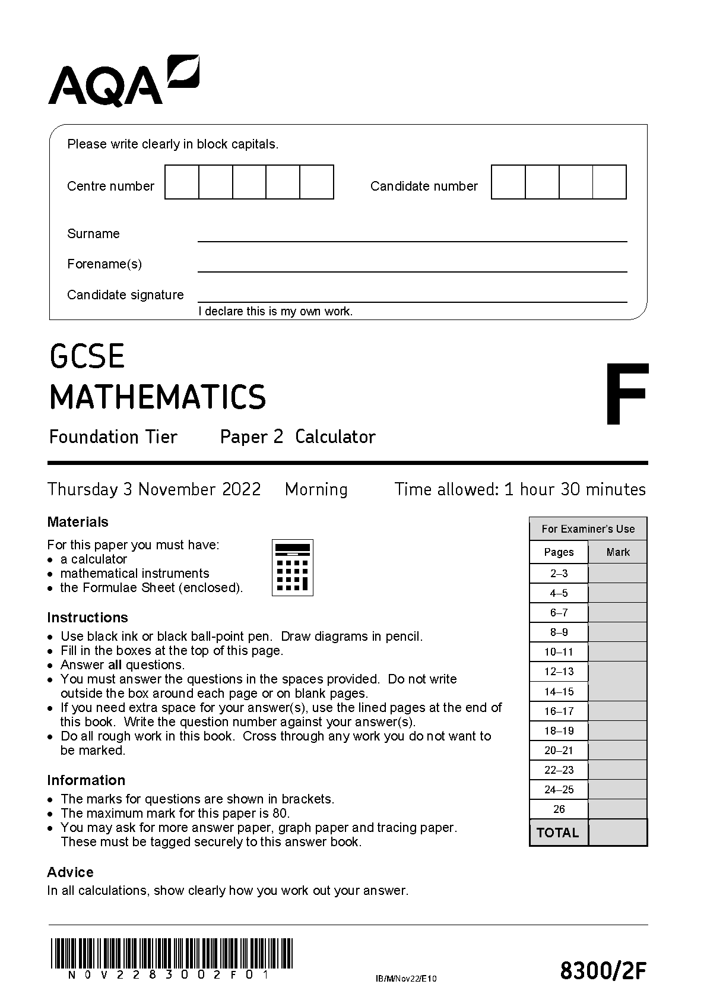 AQA
Please write clearly in block capitals.
Centre number
Candidate number
Surname
Forename(s)
Candidate signature
I declare this is my own work.
GCSE
MATHEMATICS
F
Foundation Tier Paper 2 Calculator
Thursday 3 November 2022 Morning Time allowed: 1 hour 30 minutes
Materials
For this paper you must have:
• a calculator
• mathematical instruments
• the Formulae Sheet (enclosed).
Instructions
• Use black ink or black ball-point pen. Draw diagrams in pencil.
• Fill in the boxes at the top of this page.
• Answer all questions.
• You must answer the questions in the spaces provided. Do not write
outside the box around each page or on blank pages.
• If you need extra space for your answer(s), use the lined pages at the end of
this book. Write the question number against your answer(s).
• Do all rough work in this book. Cross through any work you do not want to
be marked.
Information
• The marks for questions are shown in brackets.
• The maximum mark for this paper is 80.
• You may ask for more answer paper, graph paper and tracing paper.
These must be tagged securely to this answer book.
Advice
In all calculations, show clearly how you work out your answer.
For Examiner's Use
Pages Mark
2–3
4–5
6–7
8–9
10–11
12–13
14–15
16–17
18–19
20–21
22–23
24–25
26
TOTAL
N0V2283002F01
IB/M/Nov22/E10
8300/2F